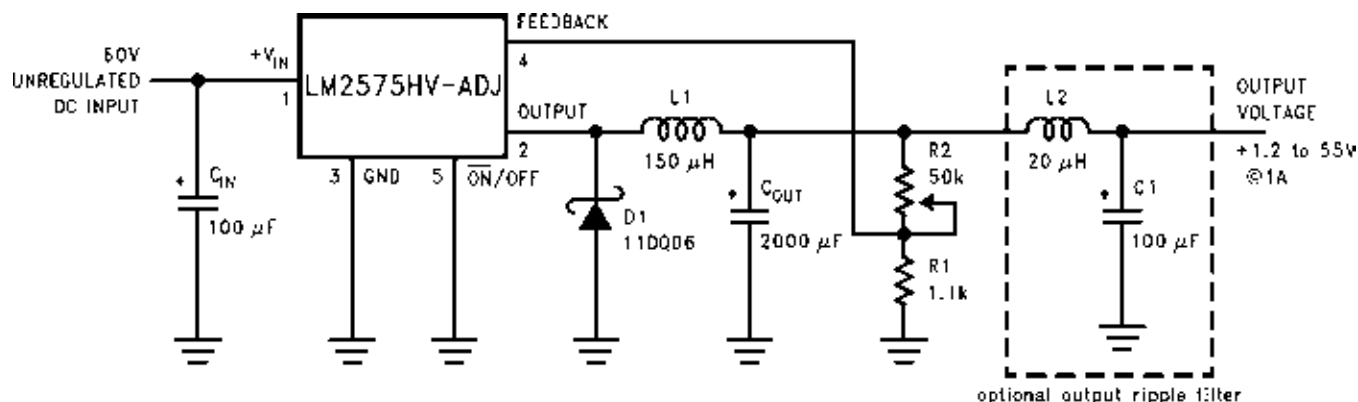 FEEDBACK
4
60V
UNREGULATED
DC INPUT
+VIN
1
LM2575HV-ADJ
OUTPUT
2
L1
150 μH
L2
20 μH
OUTPUT
VOLTAGE
+1.2 to 55V
@1A
3 GND
5 ON/OFF
CIN
100 μF
D1
11DQ06
COUT
2000 μF
R2
50k
R1
1.1k
C1
100 μF
optional output ripple filter